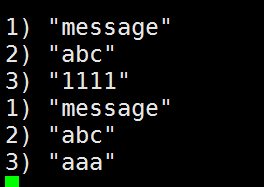 1) "message"
2) "abc"
3) "1111"
1) "message"
2) "abc"
3) "aaa"